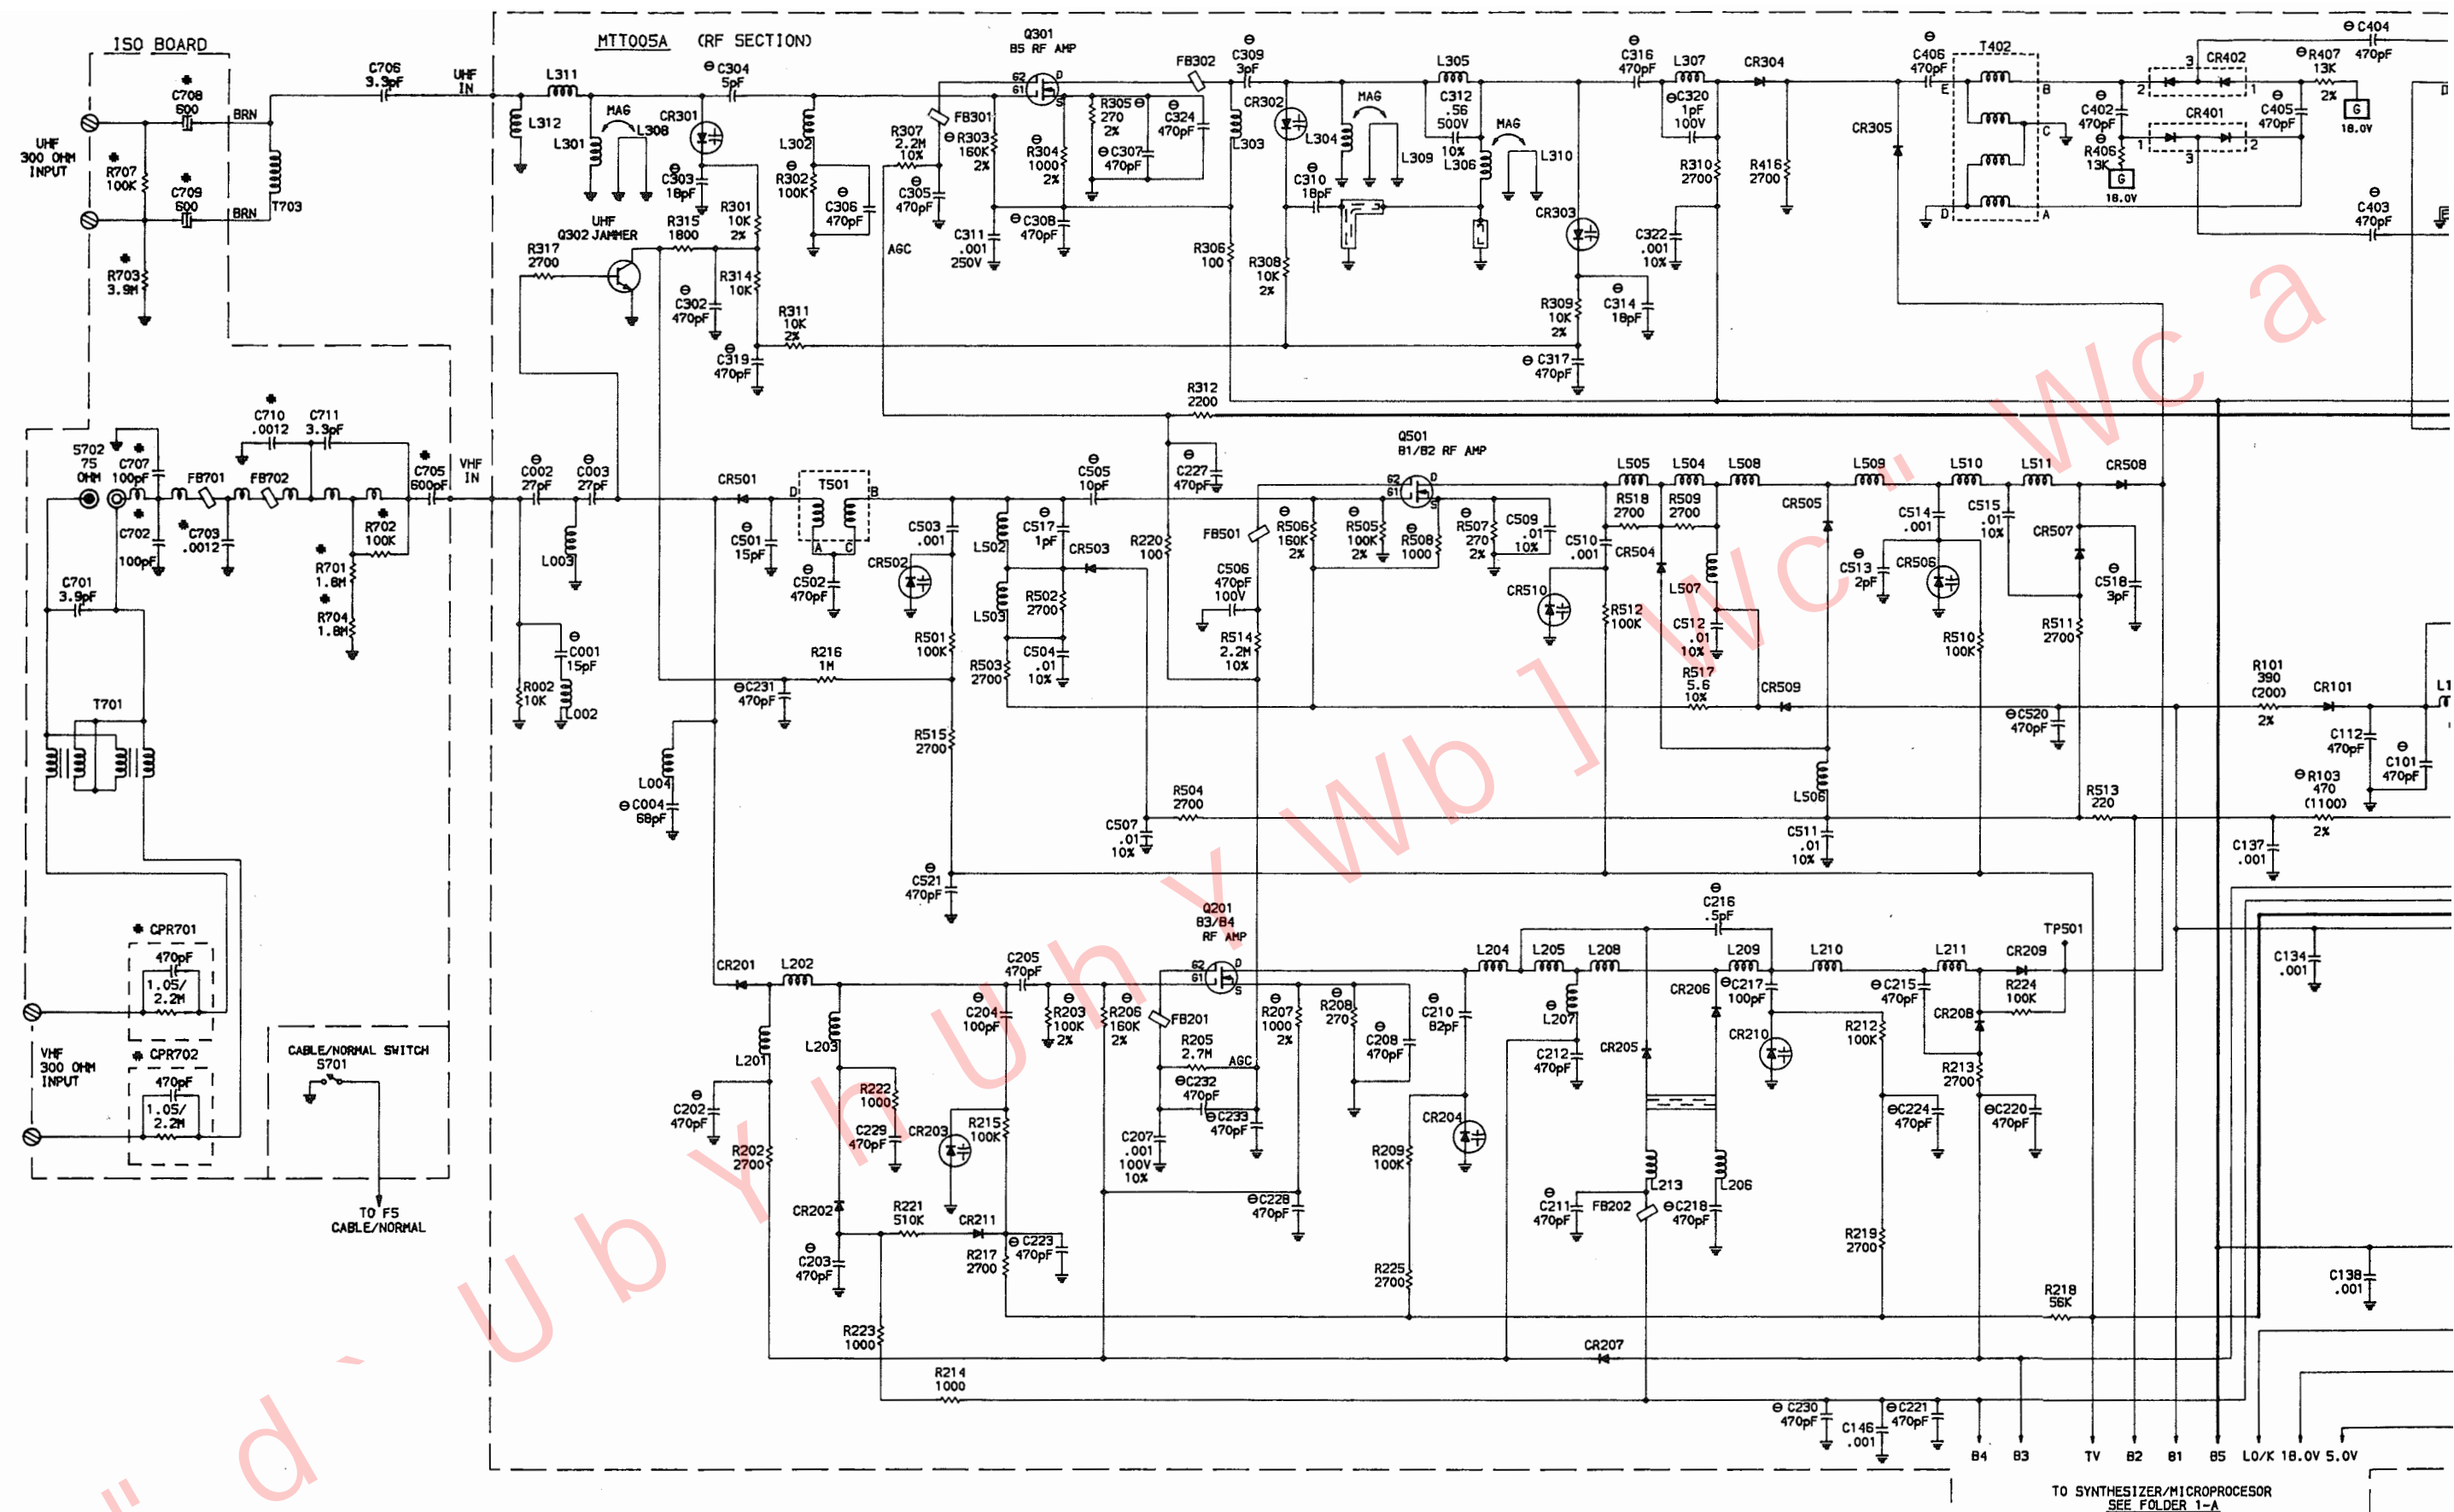 ISO BOARD
MTT005A (RF SECTION)
UHF
300 OHM
INPUT
C708
600
BRN
R707
100K
C709
600
BRN
T703
R703
3.9M
C706
3.3pF
UHF
IN
L311
L312
L301
MAG
L308
C304
5pF
CR301
C303
18pF
R301
10K
2%
L302
R302
100K
C306
470pF
UHF
Q302 JAMMER
R317
2700
R315
1800
R314
10K
C302
470pF
C319
470pF
R311
10K
2%
Q301
B5 RF AMP
G2
G1
D
S
FB301
R307
2.2M
10%
C305
470pF
AGC
R303
160K
2%
R304
1000
2%
R305
270
2%
C307
470pF
C324
470pF
C308
470pF
C311
.001
250V
FB302
C309
3pF
L303
R306
100
CR302
L304
MAG
L309
C310
18pF
R308
10K
2%
L305
C312
.56
500V
10%
L306
MAG
L310
CR303
C314
18pF
R309
10K
2%
C317
470pF
C316
470pF
L307
C320
1pF
100V
R310
2700
C322
.001
10%
CR304
R416
2700
CR305
C406
470pF
T402
E
B
C
D
A
C402
470pF
R406
13K
G
18.0V
3
CR402
2
1
CR401
1
3
2
C405
470pF
C404
470pF
R407
13K
2%
G
18.0V
C403
470pF
R312
2200
S702
75
OHM
C707
100pF
C702
100pF
FB701
C703
.0012
FB702
C710
.0012
C711
3.3pF
R702
100K
R701
1.8M
R704
1.8M
C705
600pF
VHF
IN
C701
3.9pF
T701
CPR701
470pF
1.05/
2.2M
CPR702
470pF
1.05/
2.2M
VHF
300 OHM
INPUT
CABLE/NORMAL SWITCH
S701
TO F5
CABLE/NORMAL
C002
27pF
C003
27pF
L003
C001
15pF
R002
10K
L002
L004
C004
68pF
CR501
C501
15pF
T501
D
B
A
C
C502
470pF
C503
.001
CR502
R501
100K
R216
1M
C231
470pF
R515
2700
C521
470pF
L502
L503
C517
1pF
CR503
R502
2700
R503
2700
C504
.01
10%
C505
10pF
C507
.01
10%
R504
2700
R220
100
C227
470pF
FB501
C506
470pF
100V
R514
2.2M
10%
Q501
B1/B2 RF AMP
G2
G1
D
S
R506
160K
2%
R505
100K
2%
R508
1000
R507
270
2%
C509
.01
10%
C510
.001
CR510
R512
100K
L505
R518
2700
CR504
L504
R509
2700
L507
C512
.01
10%
R517
5.6
10%
CR509
L508
CR505
L506
C511
.01
10%
L509
C514
.001
C513
2pF
CR506
R510
100K
L510
C515
.01
10%
L511
CR507
CR508
C518
3pF
R511
2700
C520
470pF
R513
220
R101
390
(200)
2%
CR101
L1
C112
470pF
C101
470pF
R103
470
(1100)
2%
C137
.001
CR201
L202
L201
C202
470pF
R202
2700
L203
R222
1000
C229
470pF
CR202
C203
470pF
R221
510K
CR211
R223
1000
R214
1000
C205
470pF
C204
100pF
CR203
R215
100K
R217
2700
C223
470pF
R203
100K
2%
R206
160K
2%
Q201
B3/B4
RF AMP
G2
G1
D
S
FB201
R205
2.7M
AGC
C232
470pF
C207
.001
100V
10%
C233
470pF
R207
1000
2%
C228
470pF
R208
270
C208
470pF
C210
82pF
R209
100K
CR204
R225
2700
L204
L205
L207
C212
470pF
L208
C216
.5pF
CR205
CR206
L209
C217
100pF
CR210
L213
L206
C211
470pF
FB202
C218
470pF
L210
R212
100K
C224
470pF
R219
2700
L211
C215
470pF
CR208
CR209
R224
100K
R213
2700
C220
470pF
TP501
C134
.001
C138
.001
R218
56K
CR207
C230
470pF
C146
.001
C221
470pF
B4 B3 TV B2 B1 B5 LO/K 18.0V 5.0V
TO SYNTHESIZER/MICROPROCESOR
SEE FOLDER 1-A
" d ` U b Y h U h Y W b ] W c " W c a